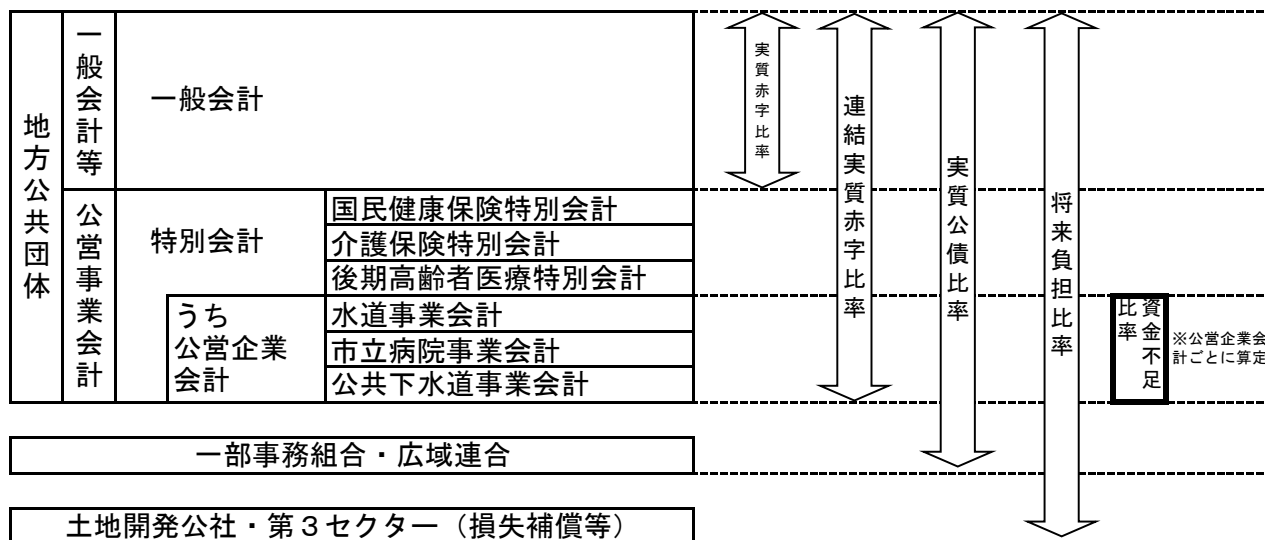 地方公共団体
一般会計等
一般会計
公営事業会計
特別会計
国民健康保険特別会計
介護保険特別会計
後期高齢者医療特別会計
うち
公営企業
会計
水道事業会計
市立病院事業会計
公共下水道事業会計
一部事務組合・広域連合
土地開発公社・第３セクター（損失補償等）
実質赤字比率
連結実質赤字比率
実質公債比率
将来負担比率
資金不足
比率
※公営企業会
計ごとに算定